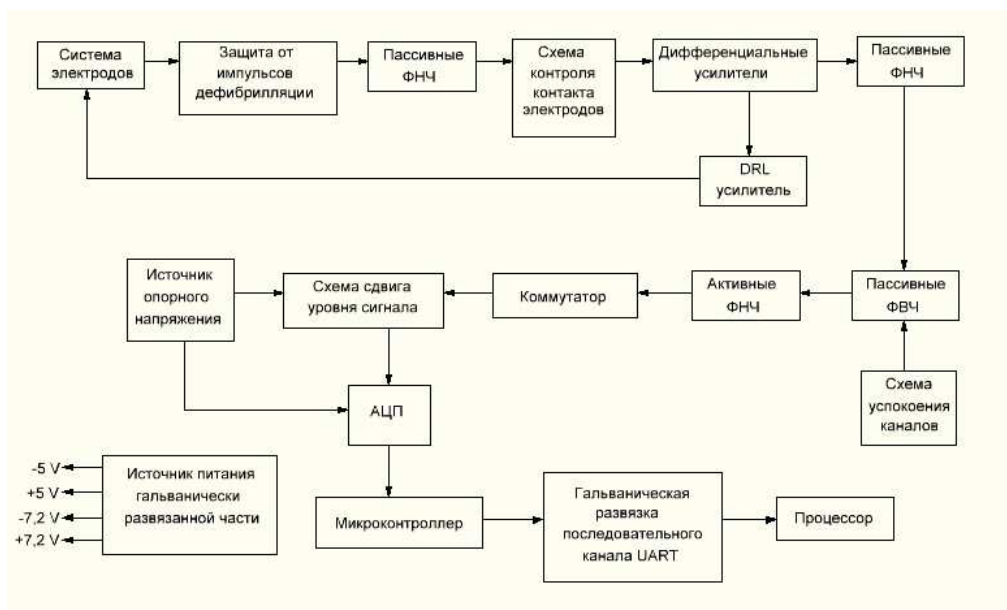 Система
электродов
Защита от
импульсов
дефибрилляции
Пассивные
ФНЧ
Схема
контроля
контакта
электродов
Дифференциальные
усилители
Пассивные
ФНЧ
DRL
усилитель
Источник
опорного
напряжения
Схема сдвига
уровня сигнала
Коммутатор
Активные
ФНЧ
Пассивные
ФВЧ
Схема
успокоения
каналов
АЦП
-5 V
+5 V
-7,2 V
+7,2 V
Источник питания
гальванически
развязанной части
Микроконтроллер
Гальваническая
развязка
последовательного
канала UART
Процессор